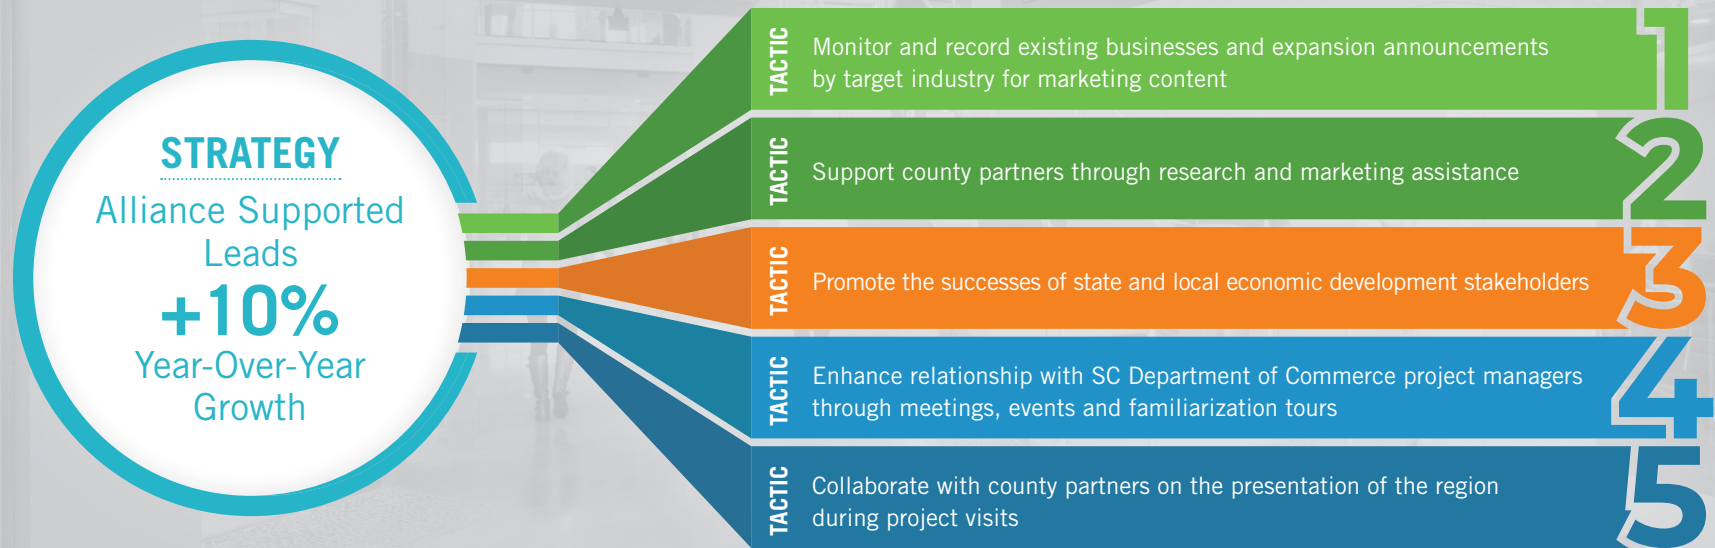 STRATEGY
Alliance Supported
Leads
+10%
Year-Over-Year
Growth
TACTIC
Monitor and record existing businesses and expansion announcements
by target industry for marketing content
1
TACTIC
Support county partners through research and marketing assistance
2
TACTIC
Promote the successes of state and local economic development stakeholders
3
TACTIC
Enhance relationship with SC Department of Commerce project managers
through meetings, events and familiarization tours
4
TACTIC
Collaborate with county partners on the presentation of the region
during project visits
5